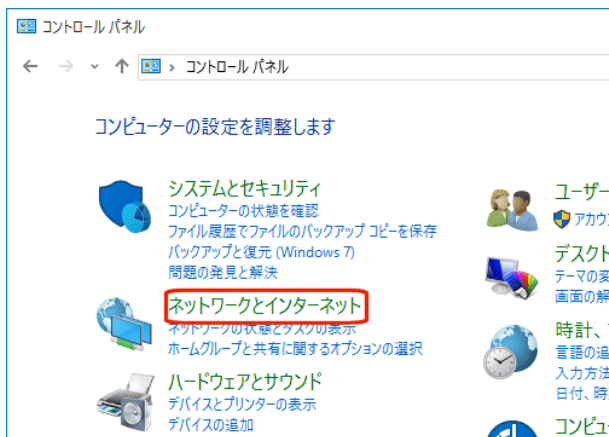 コントロール パネル
コントロール パネル
コンピューターの設定を調整します
システムとセキュリティ
コンピューターの状態を確認
ファイル履歴でファイルのバックアップ コピーを保存
バックアップと復元 (Windows 7)
問題の発見と解決
ネットワークとインターネット
ネットワークの状態とタスクの表示
ホームグループと共有に関するオプションの選択
ハードウェアとサウンド
デバイスとプリンターの表示
デバイスの追加
ユーザー
アカウ
デスクト
テーマの変
画面の解
時計、
言語の追
入力方法
日付、時
コンピュ